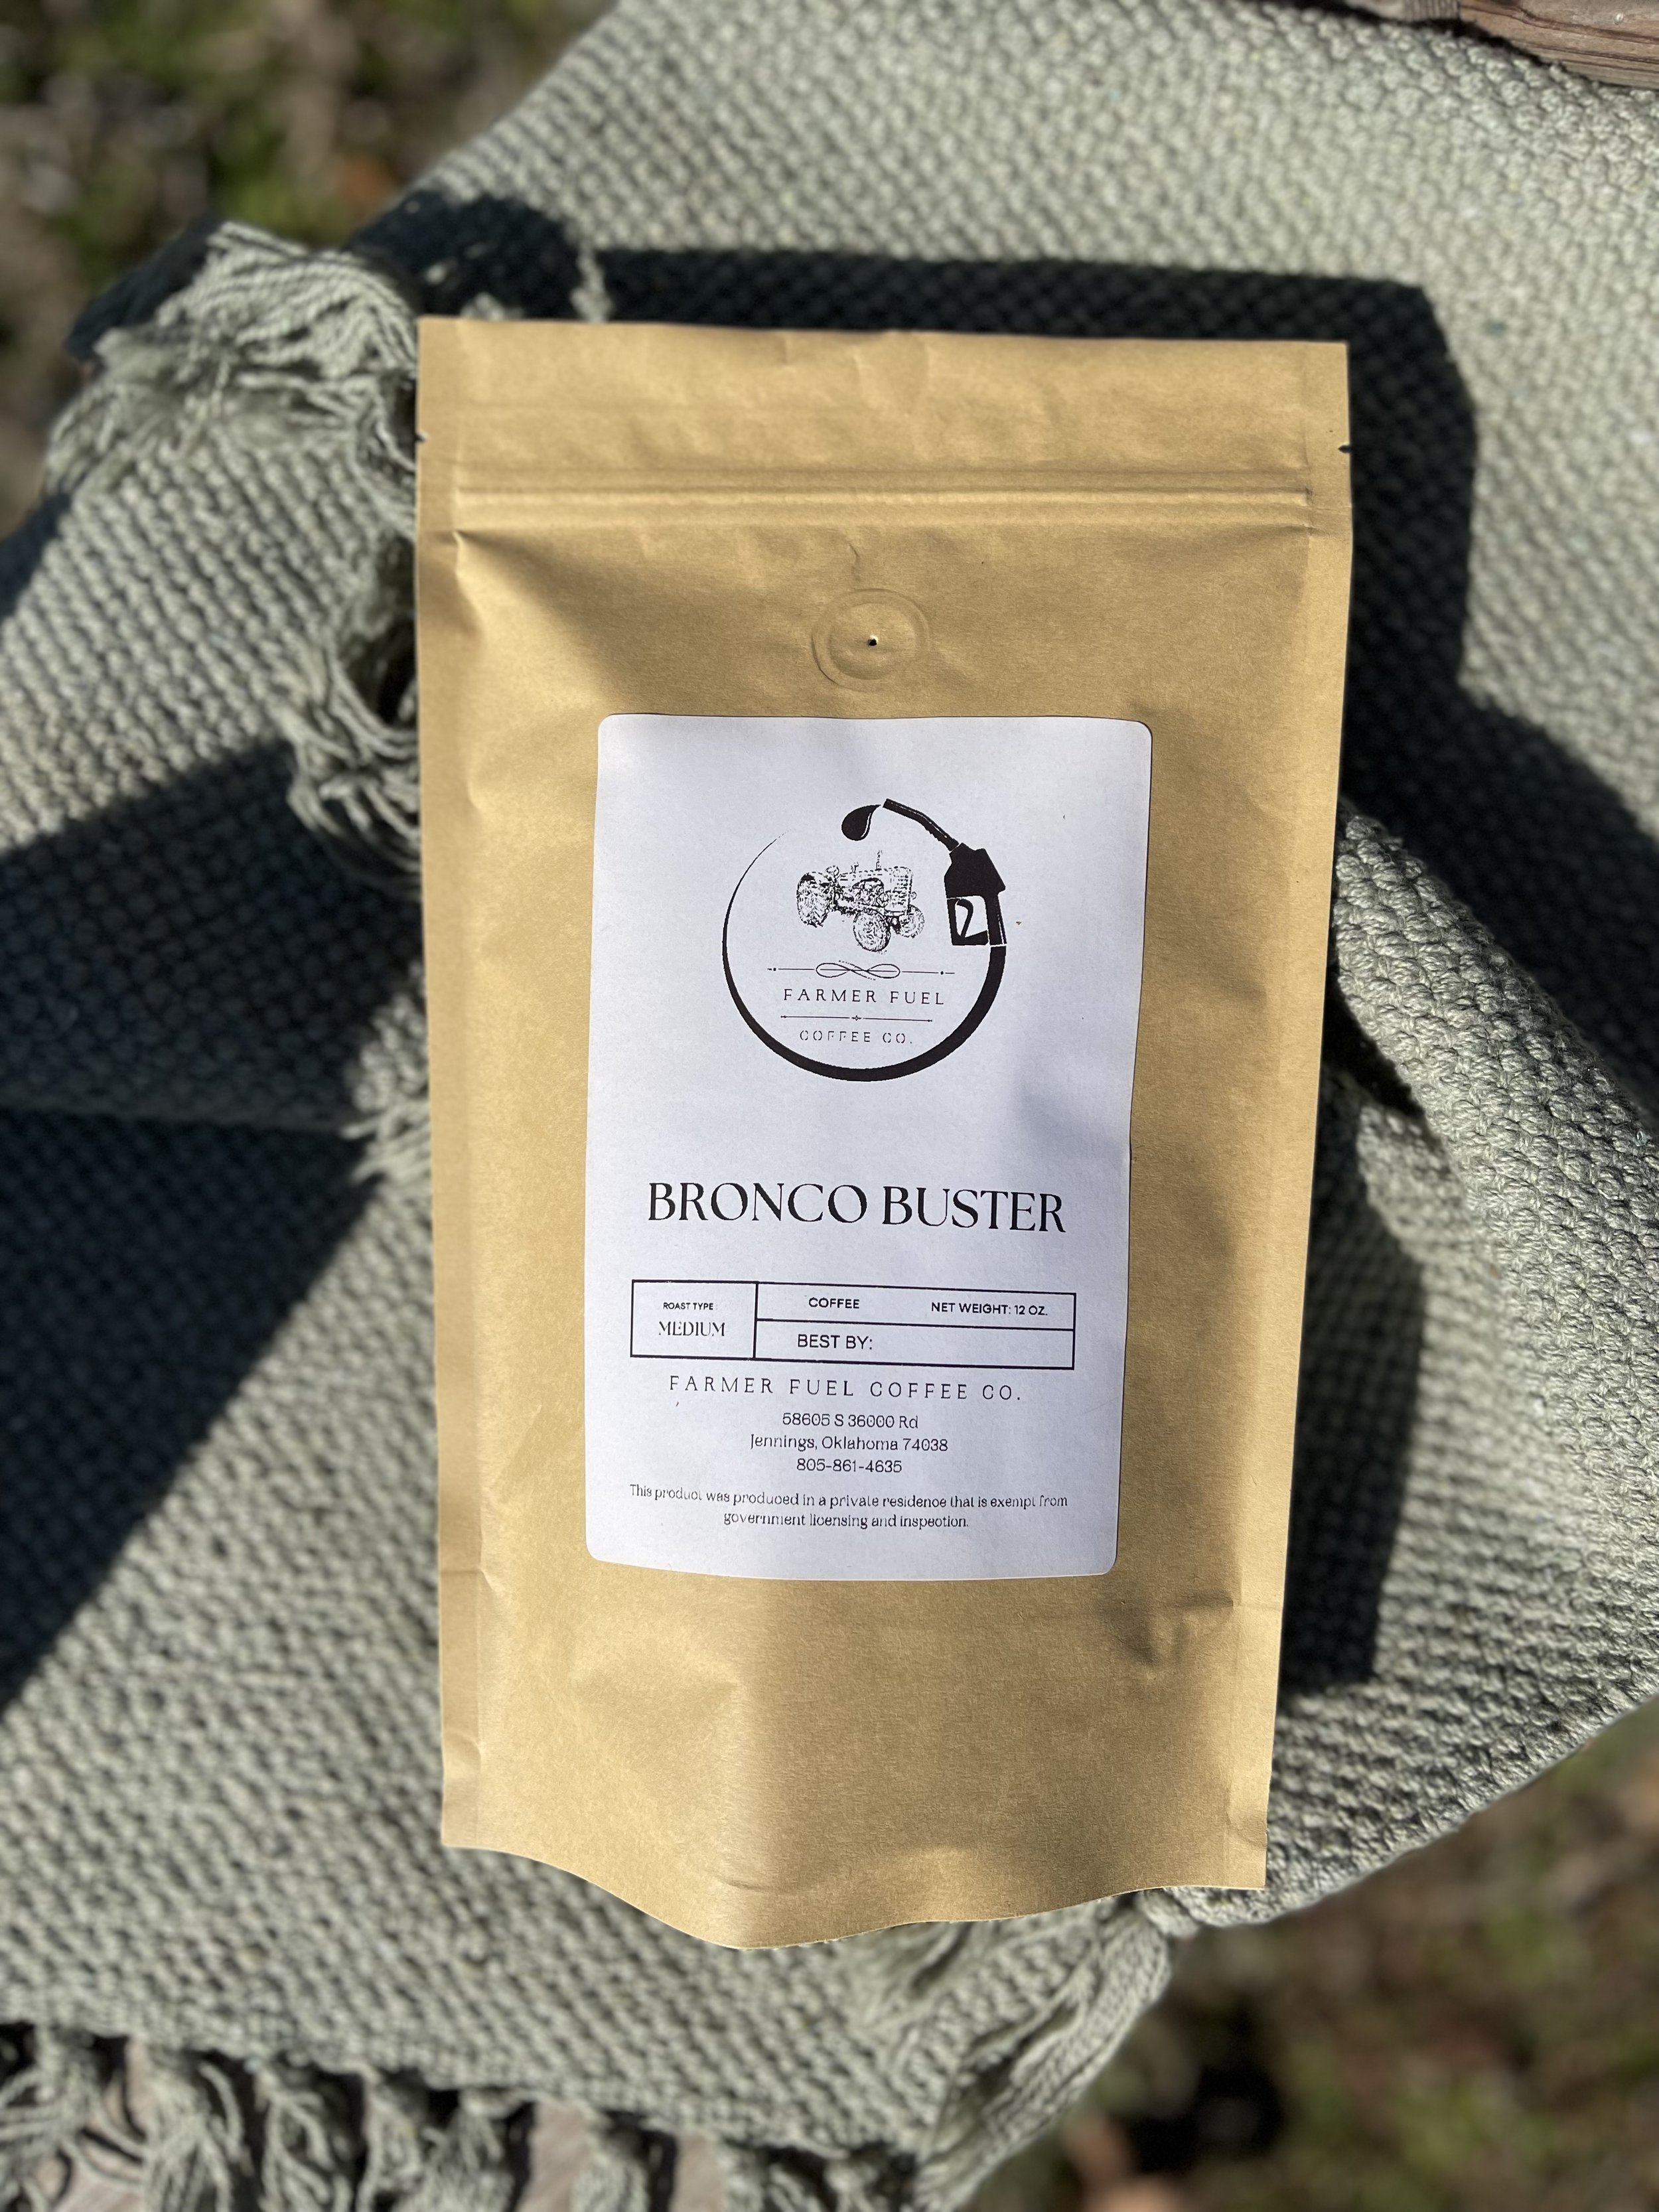 FARMER FUEL
COFFEE CO.
BRONCO BUSTER
ROAST TYPE:
MEDIUM
COFFEE
NET WEIGHT: 12 OZ.
BEST BY:
FARMER FUEL COFFEE CO.
58605 S 36000 Rd
Jennings, Oklahoma 74038
805-861-4635
This product was produced in a private residence that is exempt from
government licensing and inspection.